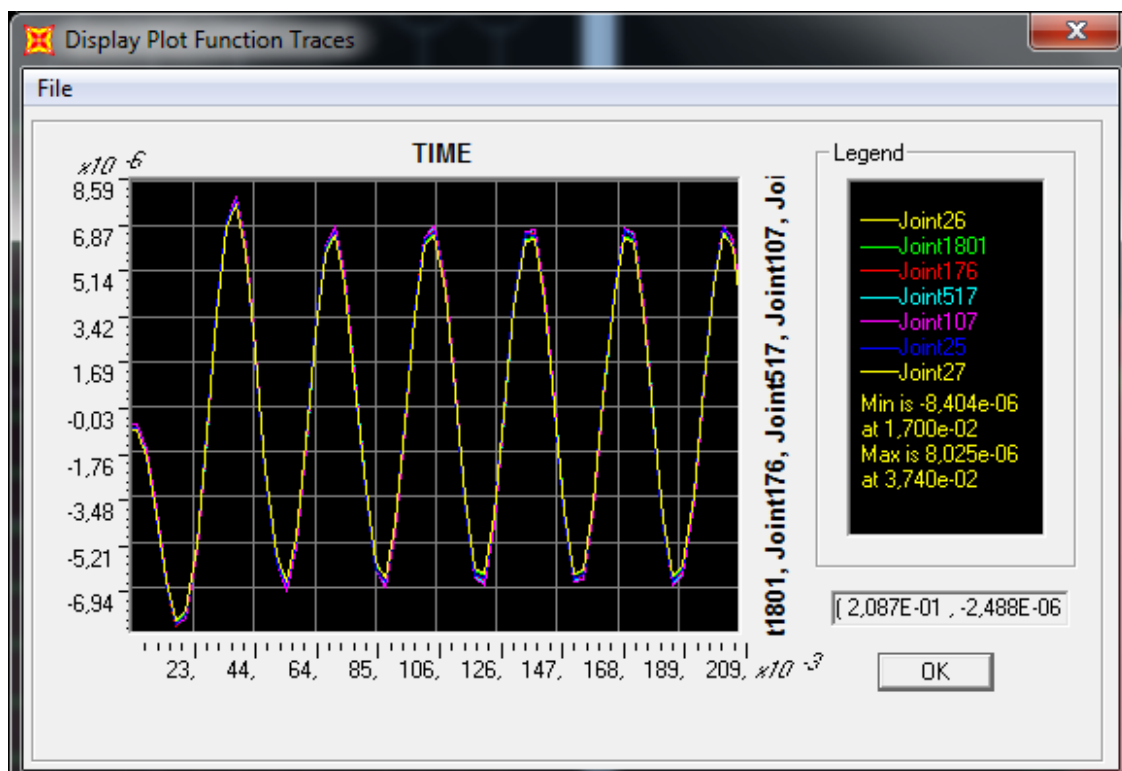 Display Plot Function Traces
x
File
TIME
x10 -6
8,59
6,87
5,14
3,42
1,69
-0,03
-1,76
-3,48
-5,21
-6,94
23, 44, 64, 85, 106, 126, 147, 168, 189, 209, x10 -3
t1801, Joint176, Joint517, Joint107, Joi
Legend
Joint26
Joint1801
Joint176
Joint517
Joint107
Joint25
Joint27
Min is -8,404e-06
at 1,700e-02
Max is 8,025e-06
at 3,740e-02
( 2,087E-01 , -2,488E-06
OK